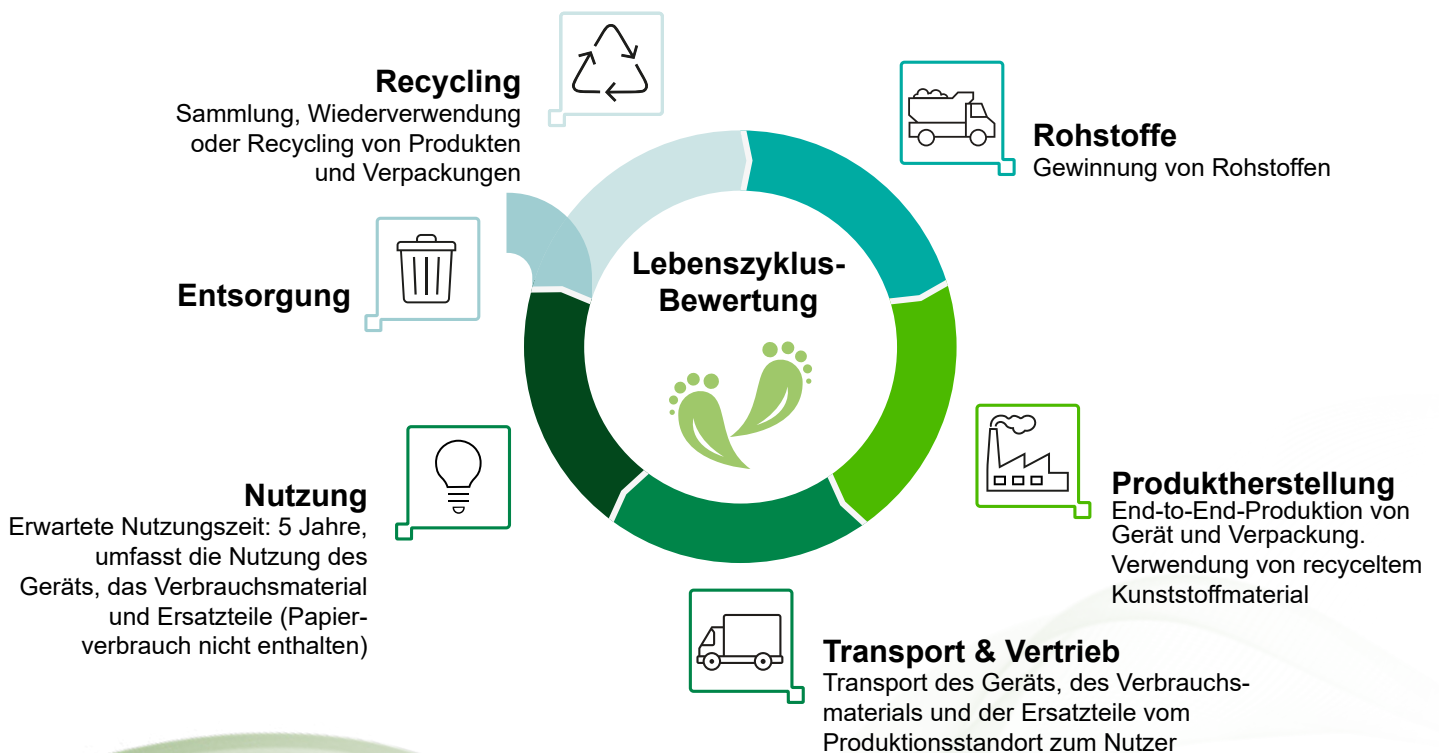 Recycling
Sammlung, Wiederverwendung
oder Recycling von Produkten
und Verpackungen
Rohstoffe
Gewinnung von Rohstoffen
Lebenszyklus-
Bewertung
Entsorgung
Nutzung
Erwartete Nutzungszeit: 5 Jahre,
umfasst die Nutzung des
Geräts, das Verbrauchsmaterial
und Ersatzteile (Papier-
verbrauch nicht enthalten)
Produktherstellung
End-to-End-Produktion von
Gerät und Verpackung.
Verwendung von recyceltem
Kunststoffmaterial
Transport & Vertrieb
Transport des Geräts, des Verbrauchs-
materials und der Ersatzteile vom
Produktionsstandort zum Nutzer